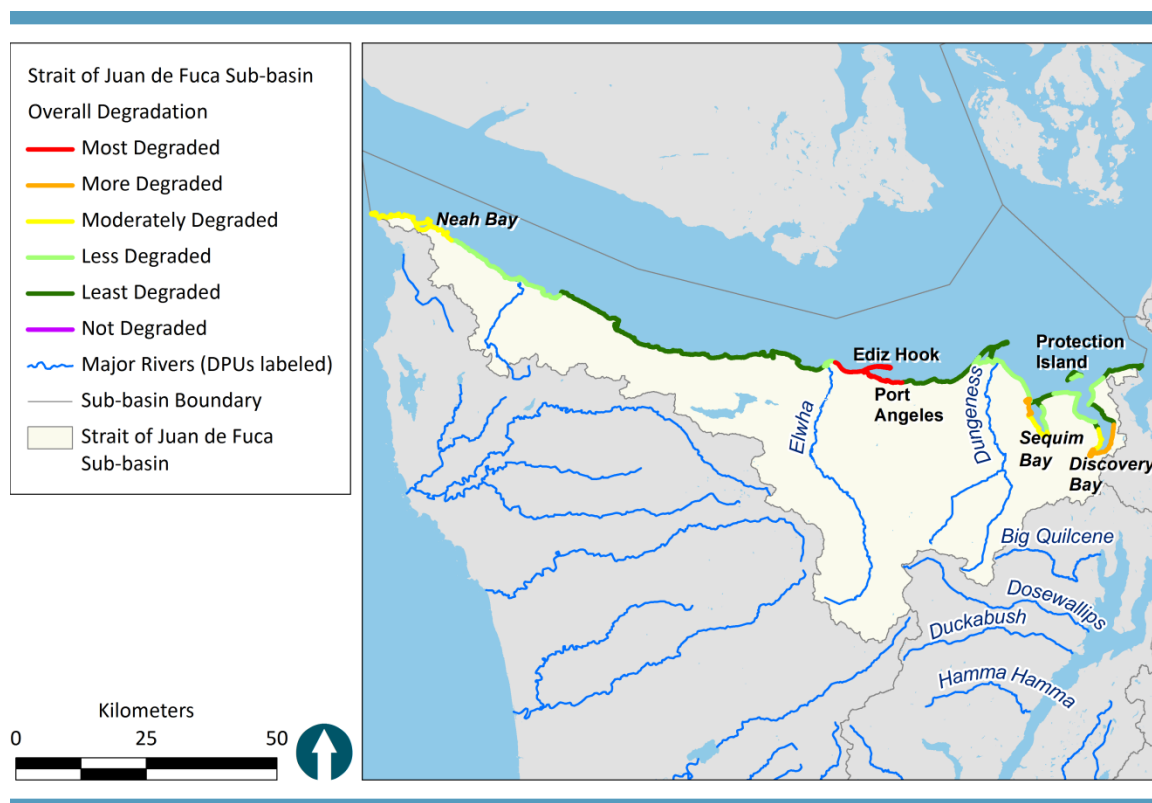 Strait of Juan de Fuca Sub-basin
Overall Degradation
Most Degraded
More Degraded
Moderately Degraded
Less Degraded
Least Degraded
Not Degraded
Major Rivers (DPUs labeled)
Sub-basin Boundary
Strait of Juan de Fuca
Sub-basin
Kilometers
0 25 50
Neah Bay
Ediz Hook
Protection
Island
Port
Angeles
Elwha
Dungeness
Sequim
Bay
Discovery
Bay
Big Quilcene
Dosewallips
Duckabush
Hamma Hamma